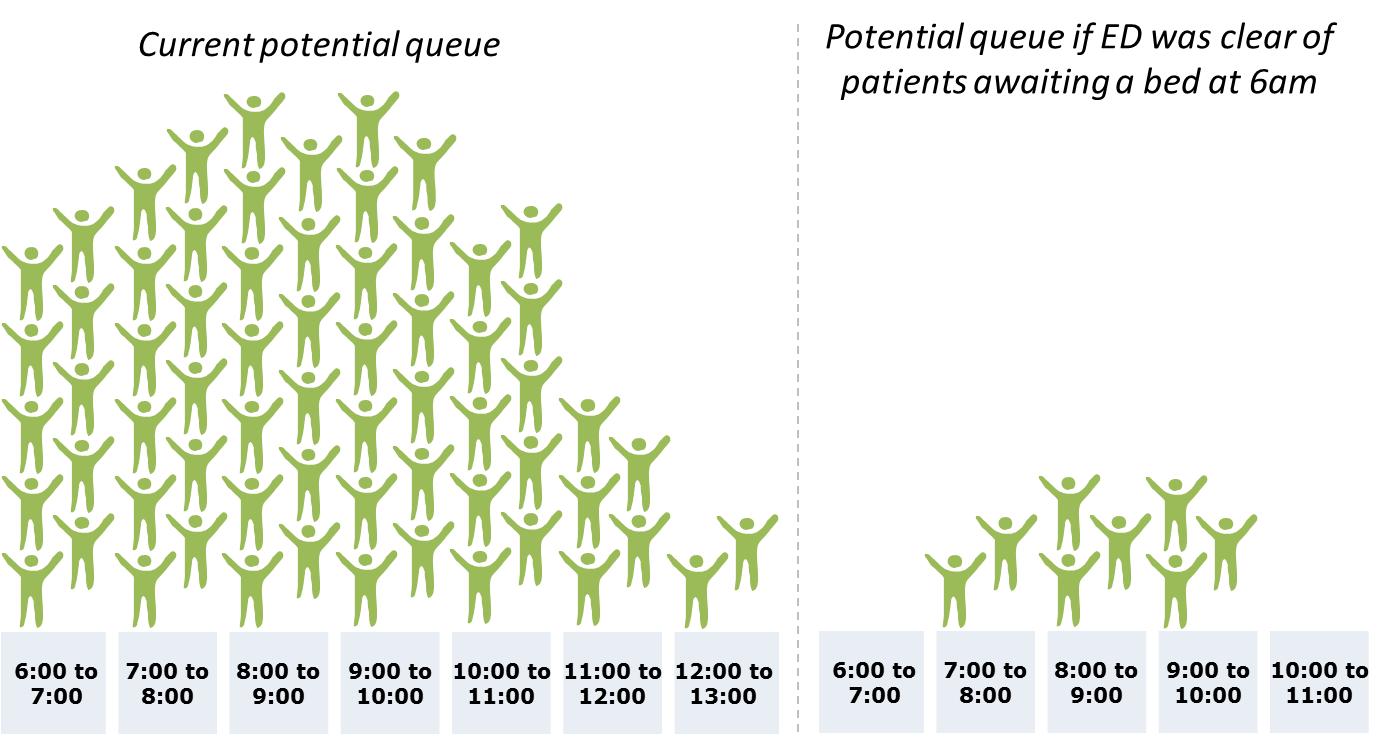 Current potential queue
Potential queue if ED was clear of
patients awaiting a bed at 6am
6:00 to
7:00
7:00 to
8:00
8:00 to
9:00
9:00 to
10:00
10:00 to
11:00
11:00 to
12:00
12:00 to
13:00
6:00 to
7:00
7:00 to
8:00
8:00 to
9:00
9:00 to
10:00
10:00 to
11:00